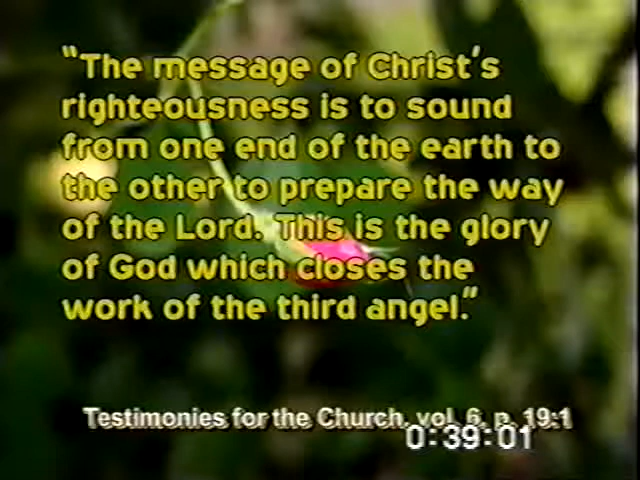 “The message of Christ's
righteousness is to sound
from one end of the earth to
the other to prepare the way
of the Lord. This is the glory
of God which closes the
work of the third angel.”
Testimonies for the Church, vol. 6, p. 19:1
0:39:01